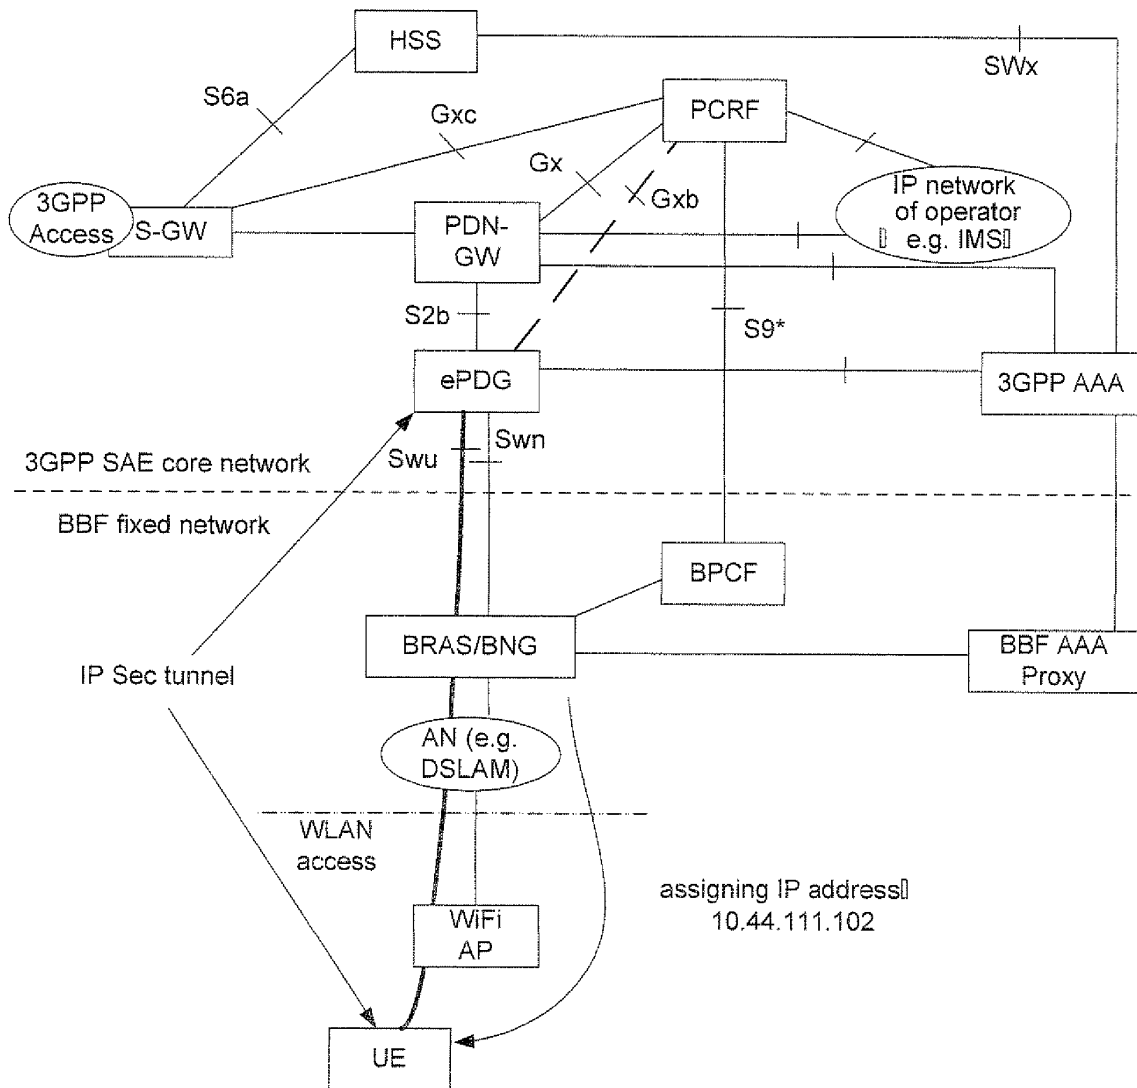 HSS
SWx
S6a
Gxc
PCRF
Gx
Gxb
3GPP
Access
S-GW
PDN-
GW
IP network
of operator
e.g. IMS
S2b
S9*
ePDG
3GPP AAA
Swn
Swu
3GPP SAE core network
BBF fixed network
BPCF
BRAS/BNG
BBF AAA
Proxy
IP Sec tunnel
AN (e.g.
DSLAM)
WLAN
access
assigning IP address
10.44.111.102
WiFi
AP
UE